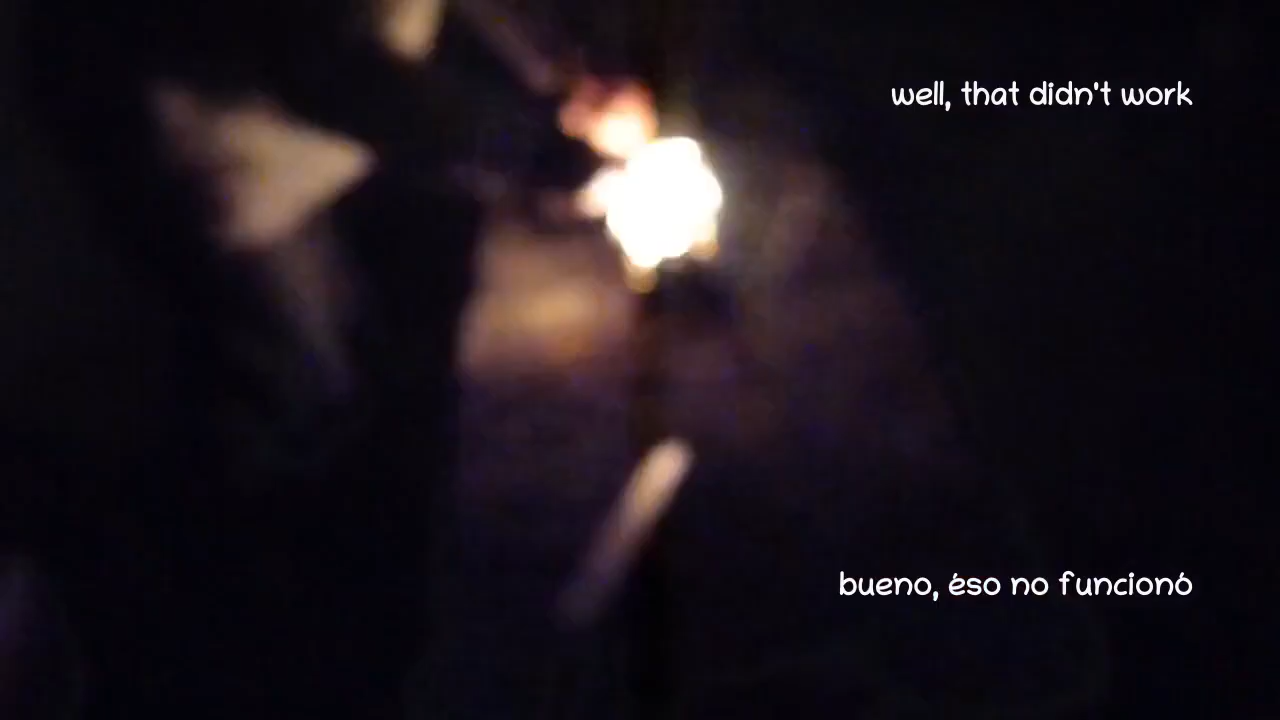 well, that didn't work
bueno, éso no funcionó